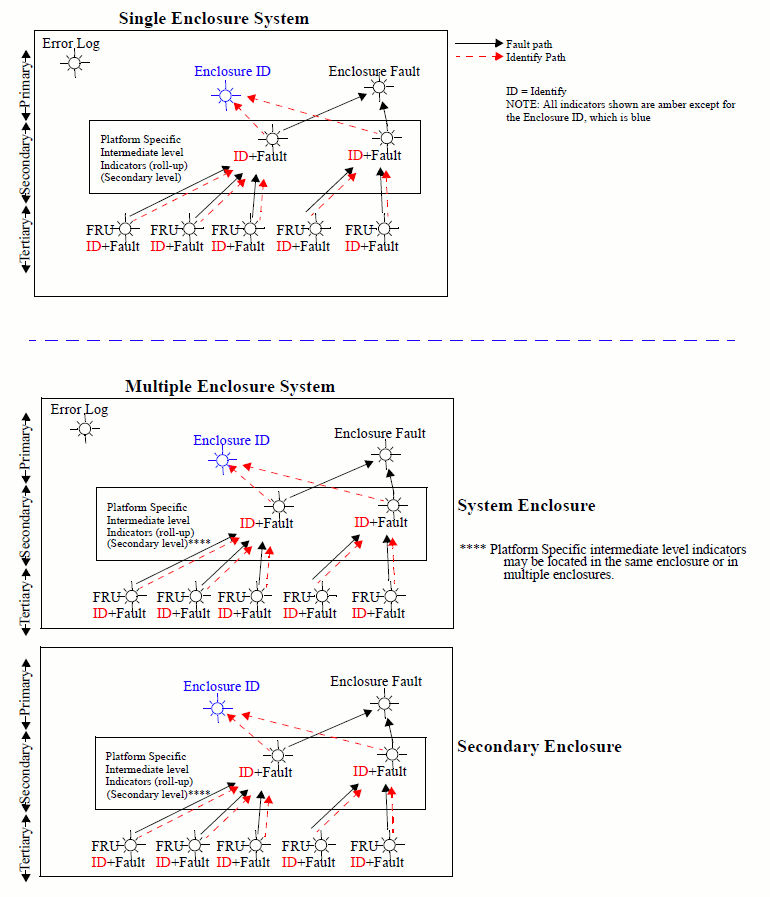 Single Enclosure System
Error Log
Enclosure ID
Enclosure Fault
Fault path
Identify Path
ID = Identify
NOTE: All indicators shown are amber except for
the Enclosure ID, which is blue
Primary
Secondary
Tertiary
Platform Specific
Intermediate level
Indicators (roll-up)
(Secondary level)
ID+Fault
ID+Fault
FRU
FRU
FRU
FRU
FRU
ID+Fault
ID+Fault
ID+Fault
ID+Fault
ID+Fault
Multiple Enclosure System
Error Log
Enclosure ID
Enclosure Fault
Primary
Secondary
Tertiary
Platform Specific
Intermediate level
Indicators (roll-up)
(Secondary level)****
ID+Fault
ID+Fault
FRU
FRU
FRU
FRU
FRU
ID+Fault
ID+Fault
ID+Fault
ID+Fault
ID+Fault
System Enclosure
**** Platform Specific intermediate level indicators
may be located in the same enclosure or in
multiple enclosures.
Enclosure ID
Enclosure Fault
Primary
Secondary
Tertiary
Platform Specific
Intermediate level
Indicators (roll-up)
(Secondary level)****
ID+Fault
ID+Fault
FRU
FRU
FRU
FRU
FRU
ID+Fault
ID+Fault
ID+Fault
ID+Fault
ID+Fault
Secondary Enclosure